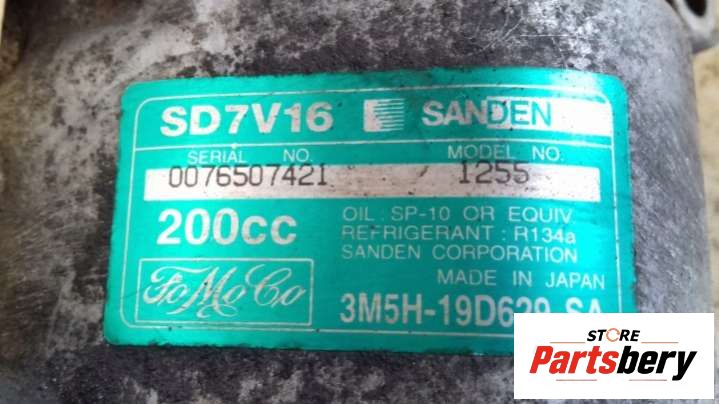 SD7V16 SANDEN
SERIAL NO. MODEL NO.
0076507421 1255
200cc
OIL : SP-10 OR EQUIV
REFRIGERANT : R134a
SANDEN CORPORATION
MADE IN JAPAN
FoMoCo
3M5H-19D629-SA
STORE
Partsbery